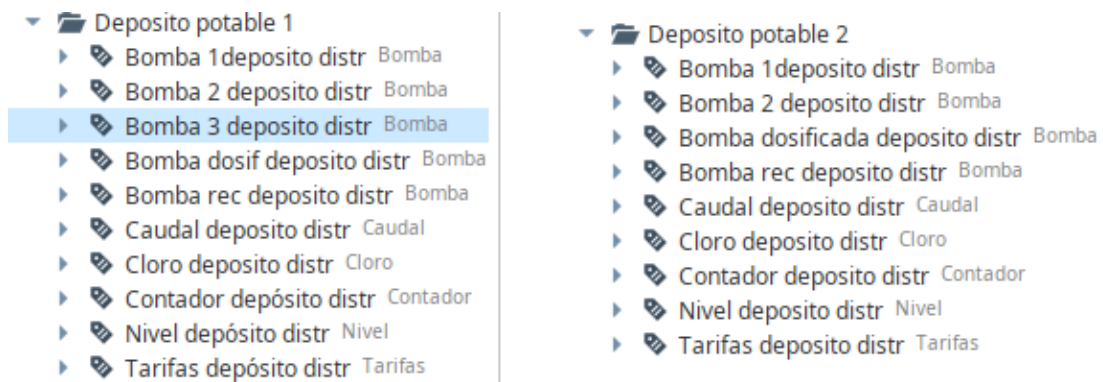 Deposito potable 1
Bomba 1deposito distr Bomba
Bomba 2 deposito distr Bomba
Bomba 3 deposito distr Bomba
Bomba dosif deposito distr Bomba
Bomba rec deposito distr Bomba
Caudal deposito distr Caudal
Cloro deposito distr Cloro
Contador depósito distr Contador
Nivel depósito distr Nivel
Tarifas depósito distr Tarifas
Deposito potable 2
Bomba 1deposito distr Bomba
Bomba 2 deposito distr Bomba
Bomba dosificada deposito distr Bomba
Bomba rec deposito distr Bomba
Caudal deposito distr Caudal
Cloro deposito distr Cloro
Contador deposito distr Contador
Nivel deposito distr Nivel
Tarifas deposito distr Tarifas